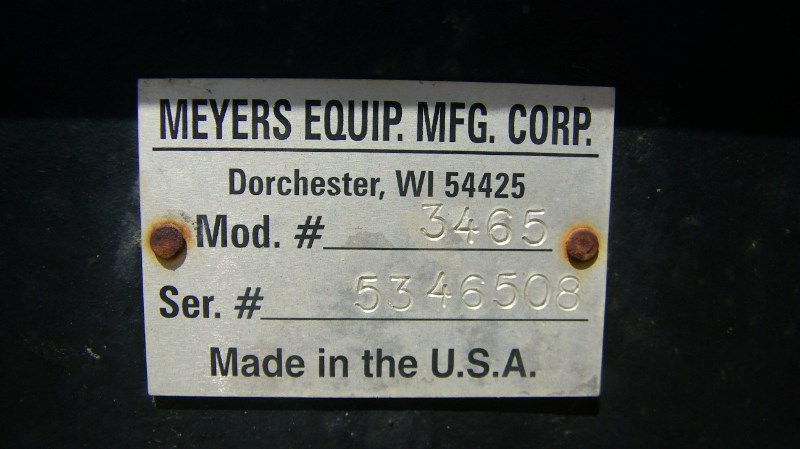 MEYERS EQUIP. MFG. CORP.
Dorchester, WI 54425
Mod. # 3465
Ser. # 5346508
Made in the U.S.A.